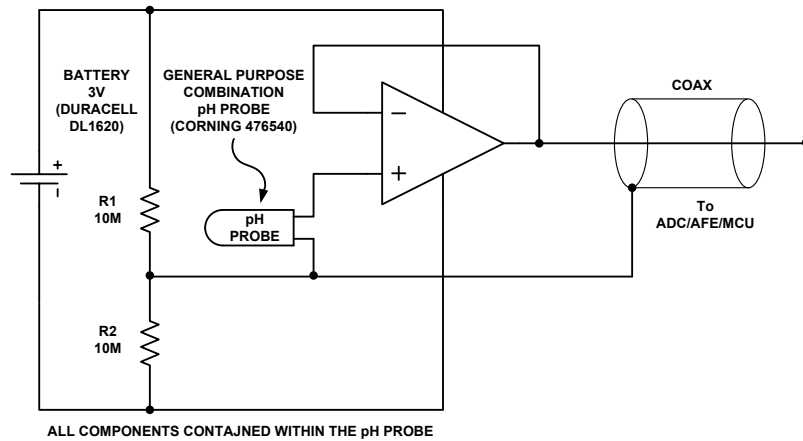 BATTERY
3V
(DURACELL
DL1620)
GENERAL PURPOSE
COMBINATION
pH PROBE
(CORNING 476540)
COAX
+
−
−
+
R1
10M
pH
PROBE
To
ADC/AFE/MCU
R2
10M
ALL COMPONENTS CONTAJNED WITHIN THE pH PROBE